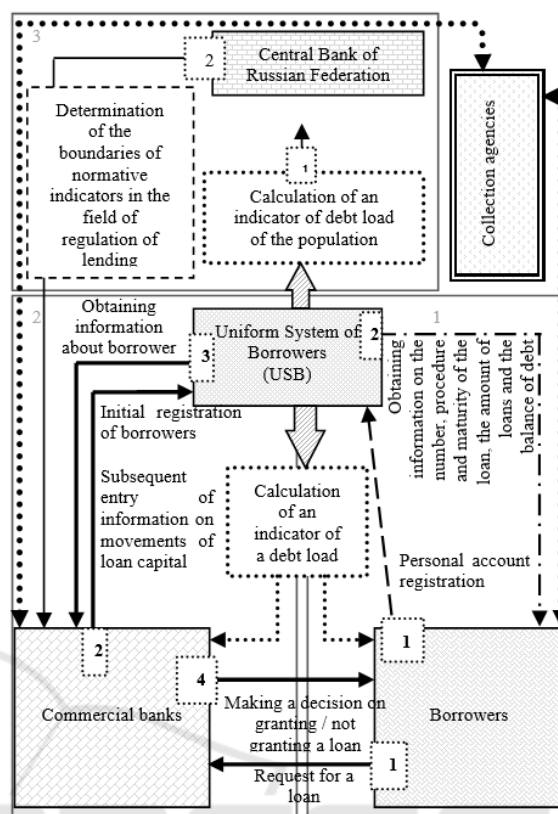 3
2
Central Bank of
Russian Federation
Determination
of the
boundaries of
normative
indicators in the
field of
regulation of
lending
1
Calculation of an
indicator of debt load
of the population
Collection agencies
2
1
Obtaining
information
about borrower
Uniform System of
Borrowers
(USB)
3
2
Obtaining
information on the
number, procedure
and maturity of the
loan, the amount of
loans and the
balance of debt
Initial registration
of borrowers
Subsequent
entry of
information on
movements of
loan capital
Calculation
of an
indicator of
a debt load
Personal account
registration
2
1
4
Commercial banks
Making a decision on
granting / not
granting a loan
Borrowers
1
Request for a
loan